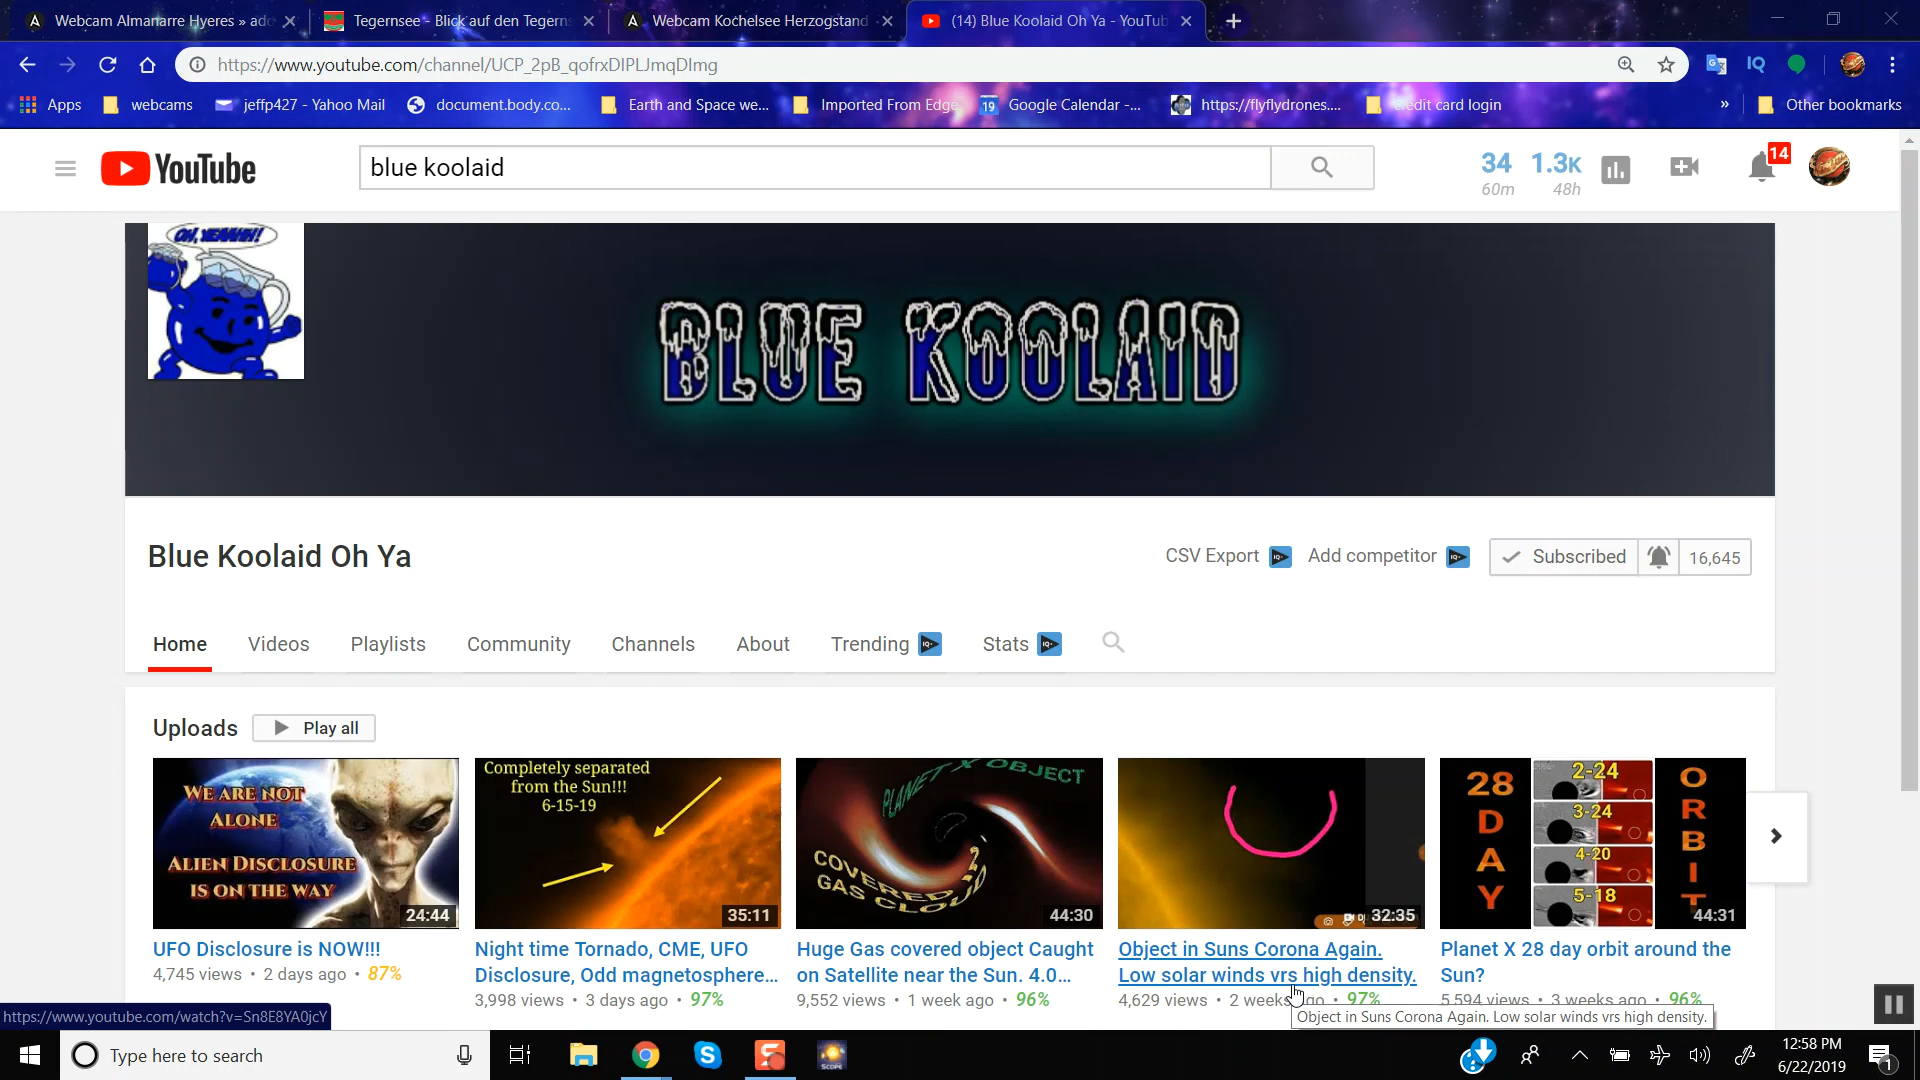 Webcam Almanarre Hyeres » ade
Tegernsee - Blick auf den Tegerns
Webcam Kochelsee Herzogstand -
(14) Blue Koolaid Oh Ya - YouTub
https://www.youtube.com/channel/UCP_2pB_qofrxDIPLJmqDImg
IQ
Apps
webcams
jeffp427 - Yahoo Mail
document.body.co...
Earth and Space we...
Imported From Edge
19
Google Calendar -...
https://flyflydrones....
Credit card login
»
Other bookmarks
YouTube
blue koolaid
34
60m
1.3K
48h
14
OH, YEAHHH!
BLUE KOOLAID
Blue Koolaid Oh Ya
CSV Export
Add competitor
Subscribed
16,645
Home
Videos
Playlists
Community
Channels
About
Trending
Stats
Uploads
Play all
WE ARE NOT
ALONE
ALIEN DISCLOSURE
IS ON THE WAY
24:44
Completely separated
from the Sun!!!
6-15-19
35:11
PLANET X OBJECT
COVERED
GAS CLOUD
44:30
32:35
28
DAY
2-24
3-24
4-20
5-18
ORBIT
44:31
UFO Disclosure is NOW!!!
4,745 views • 2 days ago • 87%
Night time Tornado, CME, UFO
Disclosure, Odd magnetosphere...
3,998 views • 3 days ago • 97%
Huge Gas covered object Caught
on Satellite near the Sun. 4.0...
9,552 views • 1 week ago • 96%
Object in Suns Corona Again.
Low solar winds vrs high density.
4,629 views • 2 weeks ago • 97%
Planet X 28 day orbit around the
Sun?
5,594 views • 3 weeks ago • 96%
https://www.youtube.com/watch?v=Sn8E8YA0jcY
Object in Suns Corona Again. Low solar winds vrs high density.
Type here to search
SCOPE
12:58 PM
6/22/2019
1